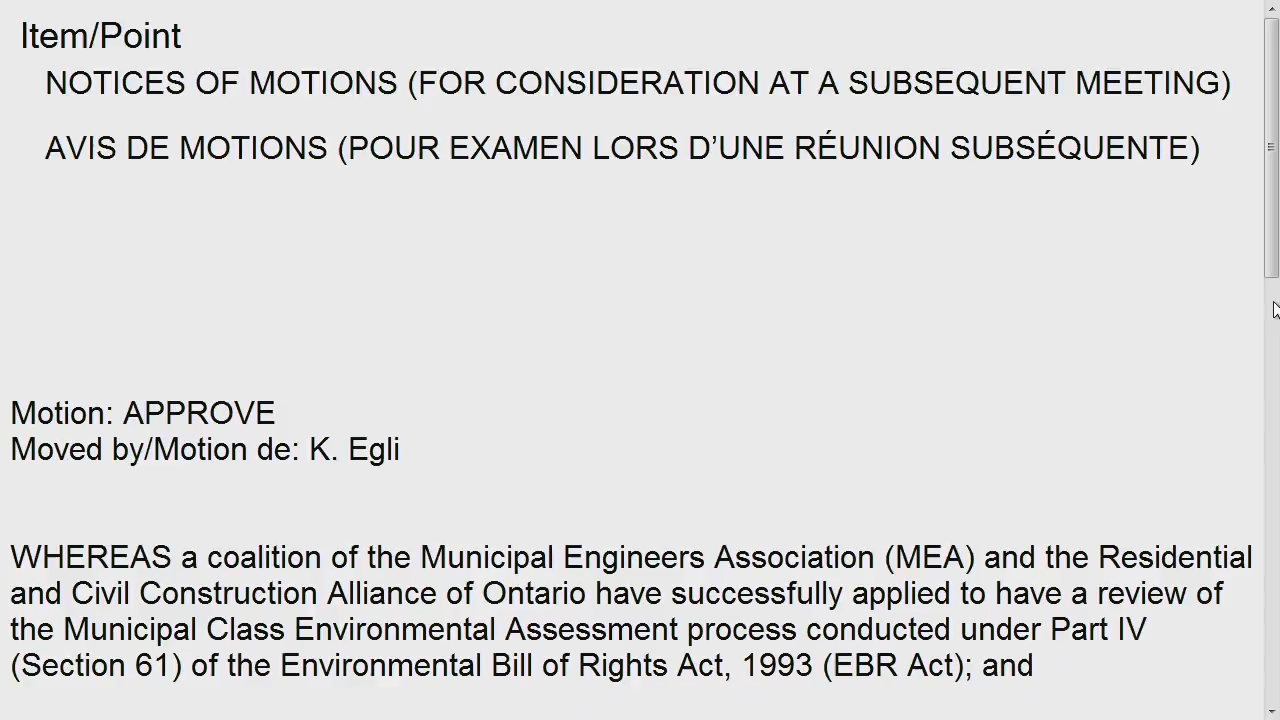 Item/Point
NOTICES OF MOTIONS (FOR CONSIDERATION AT A SUBSEQUENT MEETING)
AVIS DE MOTIONS (POUR EXAMEN LORS D’UNE RÉUNION SUBSÉQUENTE)
Motion: APPROVE
Moved by/Motion de: K. Egli
WHEREAS a coalition of the Municipal Engineers Association (MEA) and the Residential
and Civil Construction Alliance of Ontario have successfully applied to have a review of
the Municipal Class Environmental Assessment process conducted under Part IV
(Section 61) of the Environmental Bill of Rights Act, 1993 (EBR Act); and